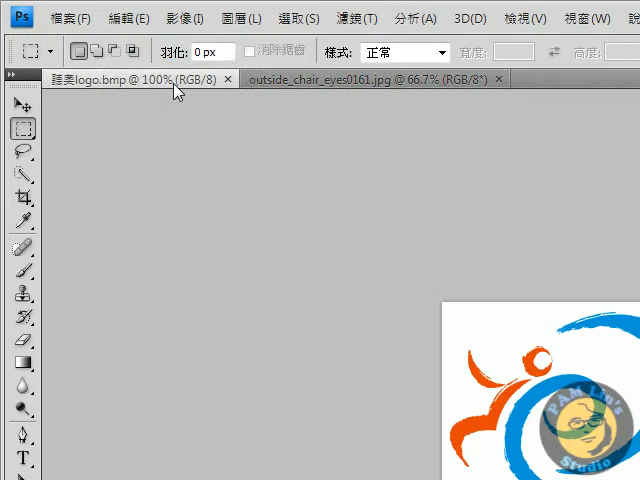 Ps 檔案(F) 編輯(E) 影像(I) 圖層(L) 選取(S) 濾鏡(T) 分析(A) 3D(D) 檢視(V) 視窗(W)
羽化: 0 px 消除鋸齒 樣式: 正常 寬度: 高度:
logo.bmp @ 100% (RGB/8) × outside_chair_eyes0161.jpg @ 66.7% (RGB/8*) ×
T
PAM Lin's
Studio